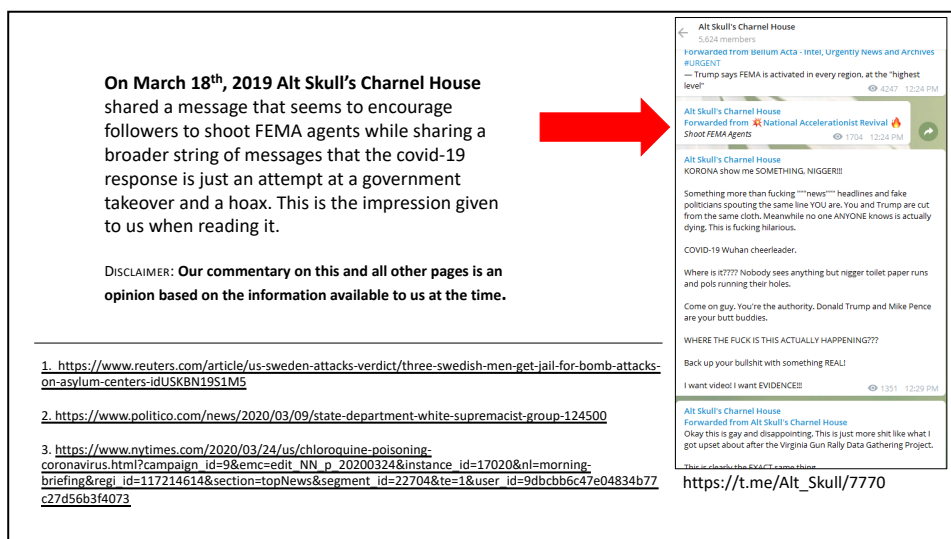 On March 18th, 2019 Alt Skull's Charnel House
shared a message that seems to encourage
followers to shoot FEMA agents while sharing a
broader string of messages that the covid-19
response is just an attempt at a government
takeover and a hoax. This is the impression given
to us when reading it.
DISCLAIMER: Our commentary on this and all other pages is an
opinion based on the information available to us at the time.
1. https://www.reuters.com/article/us-sweden-attacks-verdict/three-swedish-men-get-jail-for-bomb-attacks-
on-asylum-centers-idUSKBN19S1M5
2. https://www.politico.com/news/2020/03/09/state-department-white-supremacist-group-124500
3. https://www.nytimes.com/2020/03/24/us/chloroquine-poisoning-
coronavirus.html?campaign_id=9&emc=edit_NN_p_20200324&instance_id=17020&nl=morning-
briefing&regi_id=117214614&section=topNews&segment_id=22704&te=1&user_id=9dbcbb6c47e04834b77
c27d56b3f4073
Alt Skull's Charnel House
5,624 members
Forwarded from Bellum Acta - Intel, Urgently News and Archives
#URGENT
— Trump says FEMA is activated in every region, at the "highest
level"
4247 12:24 PM
Alt Skull's Charnel House
Forwarded from 💥National Accelerationist Revival 🔥
Shoot FEMA Agents
1704 12:24 PM
Alt Skull's Charnel House
KORONA show me SOMETHING, NIGGER!!!
Something more than fucking """news""" headlines and fake
politicians spouting the same line YOU are. You and Trump are cut
from the same cloth. Meanwhile no one ANYONE knows is actually
dying. This is fucking hilarious.
COVID-19 Wuhan cheerleader.
Where is it???? Nobody sees anything but nigger toilet paper runs
and pols running their holes.
Come on guy. You're the authority. Donald Trump and Mike Pence
are your butt buddies.
WHERE THE FUCK IS THIS ACTUALLY HAPPENING???
Back up your bullshit with something REAL!
I want video! I want EVIDENCE!!!
1351 12:29 PM
Alt Skull's Charnel House
Forwarded from Alt Skull's Charnel House
Okay this is gay and disappointing. This is just more shit like what I
got upset about after the Virginia Gun Rally Data Gathering Project.
This is clearly the EXACT same thing
https://t.me/Alt_Skull/7770